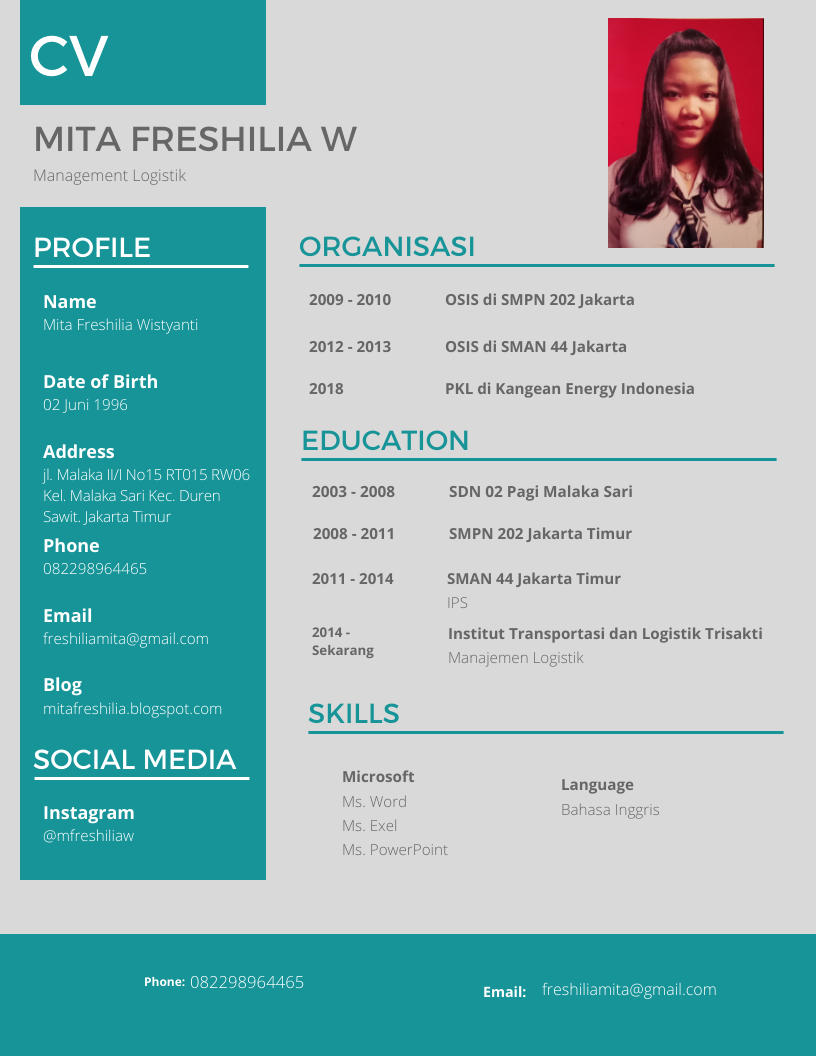 CV
MITA FRESHILIA W
Management Logistik
PROFILE
Name
Mita Freshilia Wistyanti
Date of Birth
02 Juni 1996
Address
jl. Malaka II/I No15 RT015 RW06
Kel. Malaka Sari Kec. Duren
Sawit. Jakarta Timur
Phone
082298964465
Email
freshiliamita@gmail.com
Blog
mitafreshilia.blogspot.com
SOCIAL MEDIA
Instagram
@mfreshiliaw
ORGANISASI
2009 - 2010 OSIS di SMPN 202 Jakarta
2012 - 2013 OSIS di SMAN 44 Jakarta
2018 PKL di Kangean Energy Indonesia
EDUCATION
2003 - 2008 SDN 02 Pagi Malaka Sari
2008 - 2011 SMPN 202 Jakarta Timur
2011 - 2014 SMAN 44 Jakarta Timur
IPS
2014 - Institut Transportasi dan Logistik Trisakti
Sekarang Manajemen Logistik
SKILLS
Microsoft
Ms. Word
Ms. Exel
Ms. PowerPoint
Language
Bahasa Inggris
Phone: 082298964465
Email: freshiliamita@gmail.com